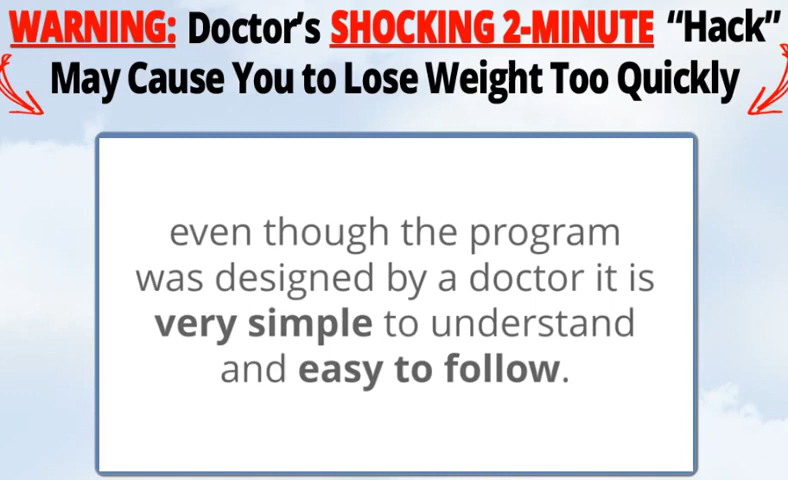 WARNING: Doctor's SHOCKING 2-MINUTE “Hack”
May Cause You to Lose Weight Too Quickly
even though the program
was designed by a doctor it is
very simple to understand
and easy to follow.